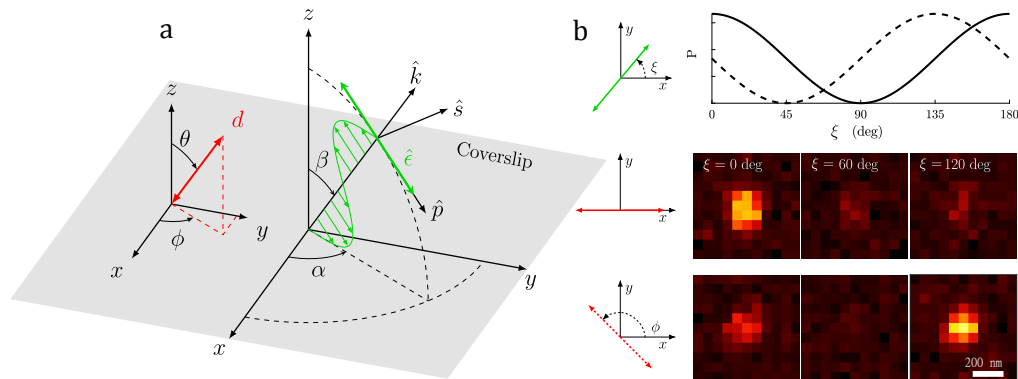 a
z
k̂
ŝ
z
d
θ
β
ε̂
Coverslip
p̂
ϕ
y
x
α
y
x
b
y
ξ
x
P
0
45
90
135
180
ξ (deg)
x
ξ = 0 deg
ξ = 60 deg
ξ = 120 deg
y
y
ϕ
x
200 nm